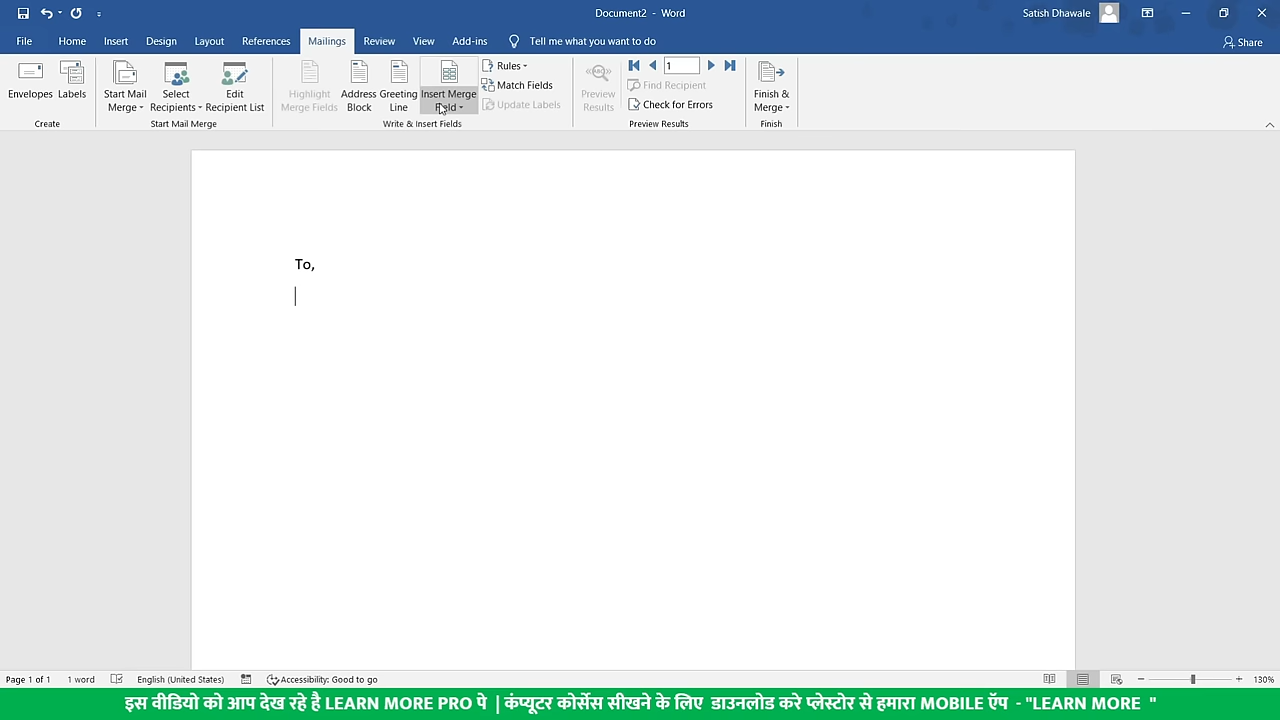 Document2 - Word
Satish Dhawale
File Home Insert Design Layout References Mailings Review View Add-ins Tell me what you want to do Share
Envelopes Labels
Create
Start Mail Merge
Select Recipients
Edit Recipient List
Start Mail Merge
Highlight Merge Fields
Address Block
Greeting Line
Insert Merge Field
Rules
Match Fields
Update Labels
Write & Insert Fields
Preview Results
1
Find Recipient
Check for Errors
Preview Results
Finish & Merge
Finish
To,
Page 1 of 1 1 word English (United States) Accessibility: Good to go 130%
इस वीडियो को आप देख रहे है LEARN MORE PRO पे | कंप्यूटर कोर्सेस सीखने के लिए डाउनलोड करे प्लेस्टोर से हमारा MOBILE ऍप - "LEARN MORE "